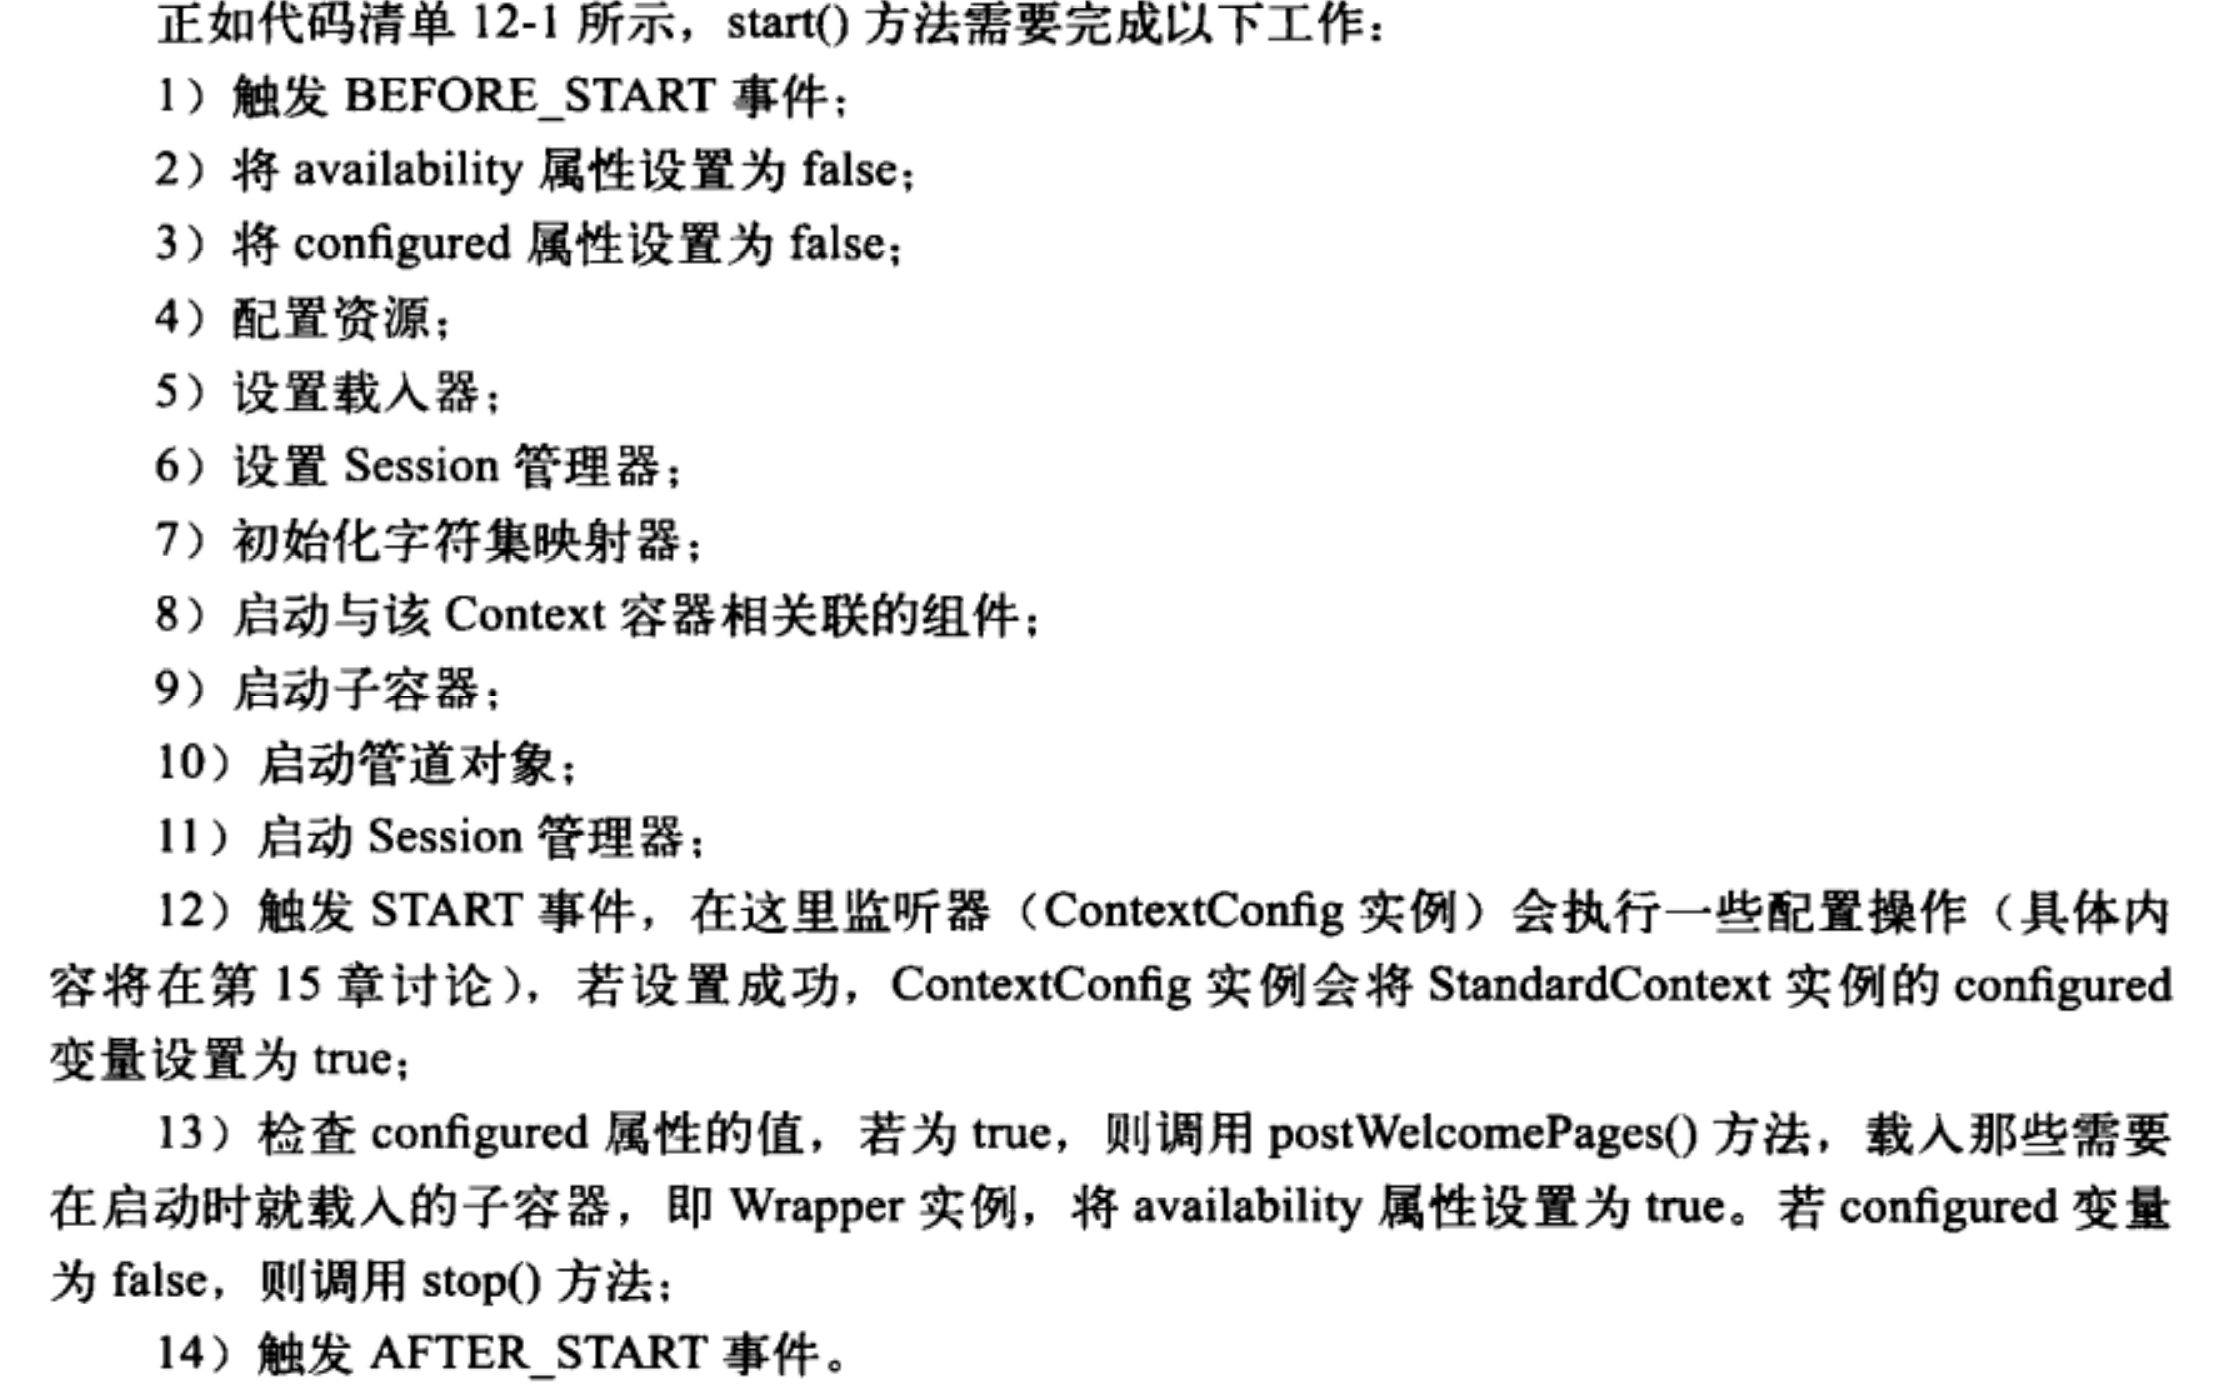 正如代码清单 12-1 所示，start() 方法需要完成以下工作：
1）触发 BEFORE_START 事件；
2）将 availability 属性设置为 false；
3）将 configured 属性设置为 false；
4）配置资源；
5）设置载入器；
6）设置 Session 管理器；
7）初始化字符集映射器；
8）启动与该 Context 容器相关联的组件；
9）启动子容器；
10）启动管道对象；
11）启动 Session 管理器；
12）触发 START 事件，在这里监听器（ContextConfig 实例）会执行一些配置操作（具体内
容将在第 15 章讨论），若设置成功，ContextConfig 实例会将 StandardContext 实例的 configured
变量设置为 true；
13）检查 configured 属性的值，若为 true，则调用 postWelcomePages() 方法，载入那些需要
在启动时就载入的子容器，即 Wrapper 实例，将 availability 属性设置为 true。若 configured 变量
为 false，则调用 stop() 方法；
14）触发 AFTER_START 事件。